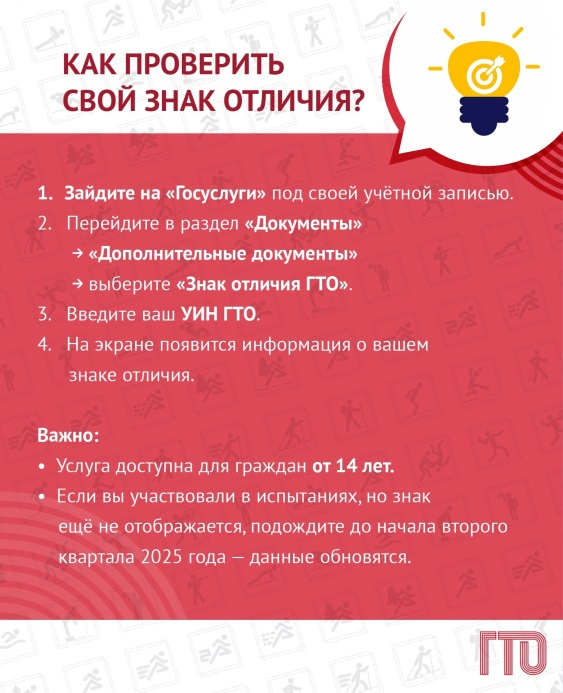 КАК ПРОВЕРИТЬ
СВОЙ ЗНАК ОТЛИЧИЯ?
1. Зайдите на «Госуслуги» под своей учётной записью.
2. Перейдите в раздел «Документы»
→ «Дополнительные документы»
→ выберите «Знак отличия ГТО».
3. Введите ваш УИН ГТО.
4. На экране появится информация о вашем
знаке отличия.
Важно:
• Услуга доступна для граждан от 14 лет.
• Если вы участвовали в испытаниях, но знак
ещё не отображается, подождите до начала второго
квартала 2025 года — данные обновятся.
ГТО